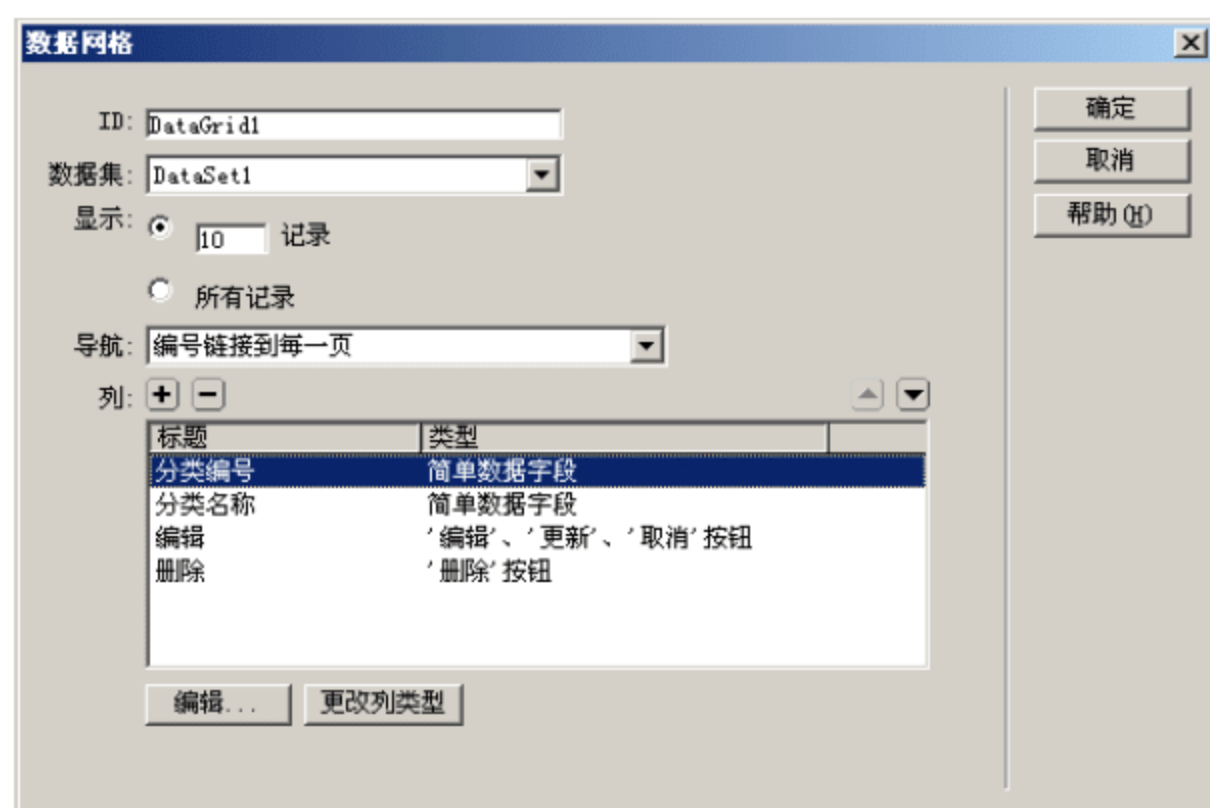 数据网格
ID: DataGrid1
确定
数据集: DataSet1
取消
显示: 10 记录
帮助(H)
所有记录
导航: 编号链接到每一页
列:
标题 类型
分类编号 简单数据字段
分类名称 简单数据字段
编辑 '编辑'、'更新'、'取消'按钮
删除 '删除'按钮
编辑... 更改列类型